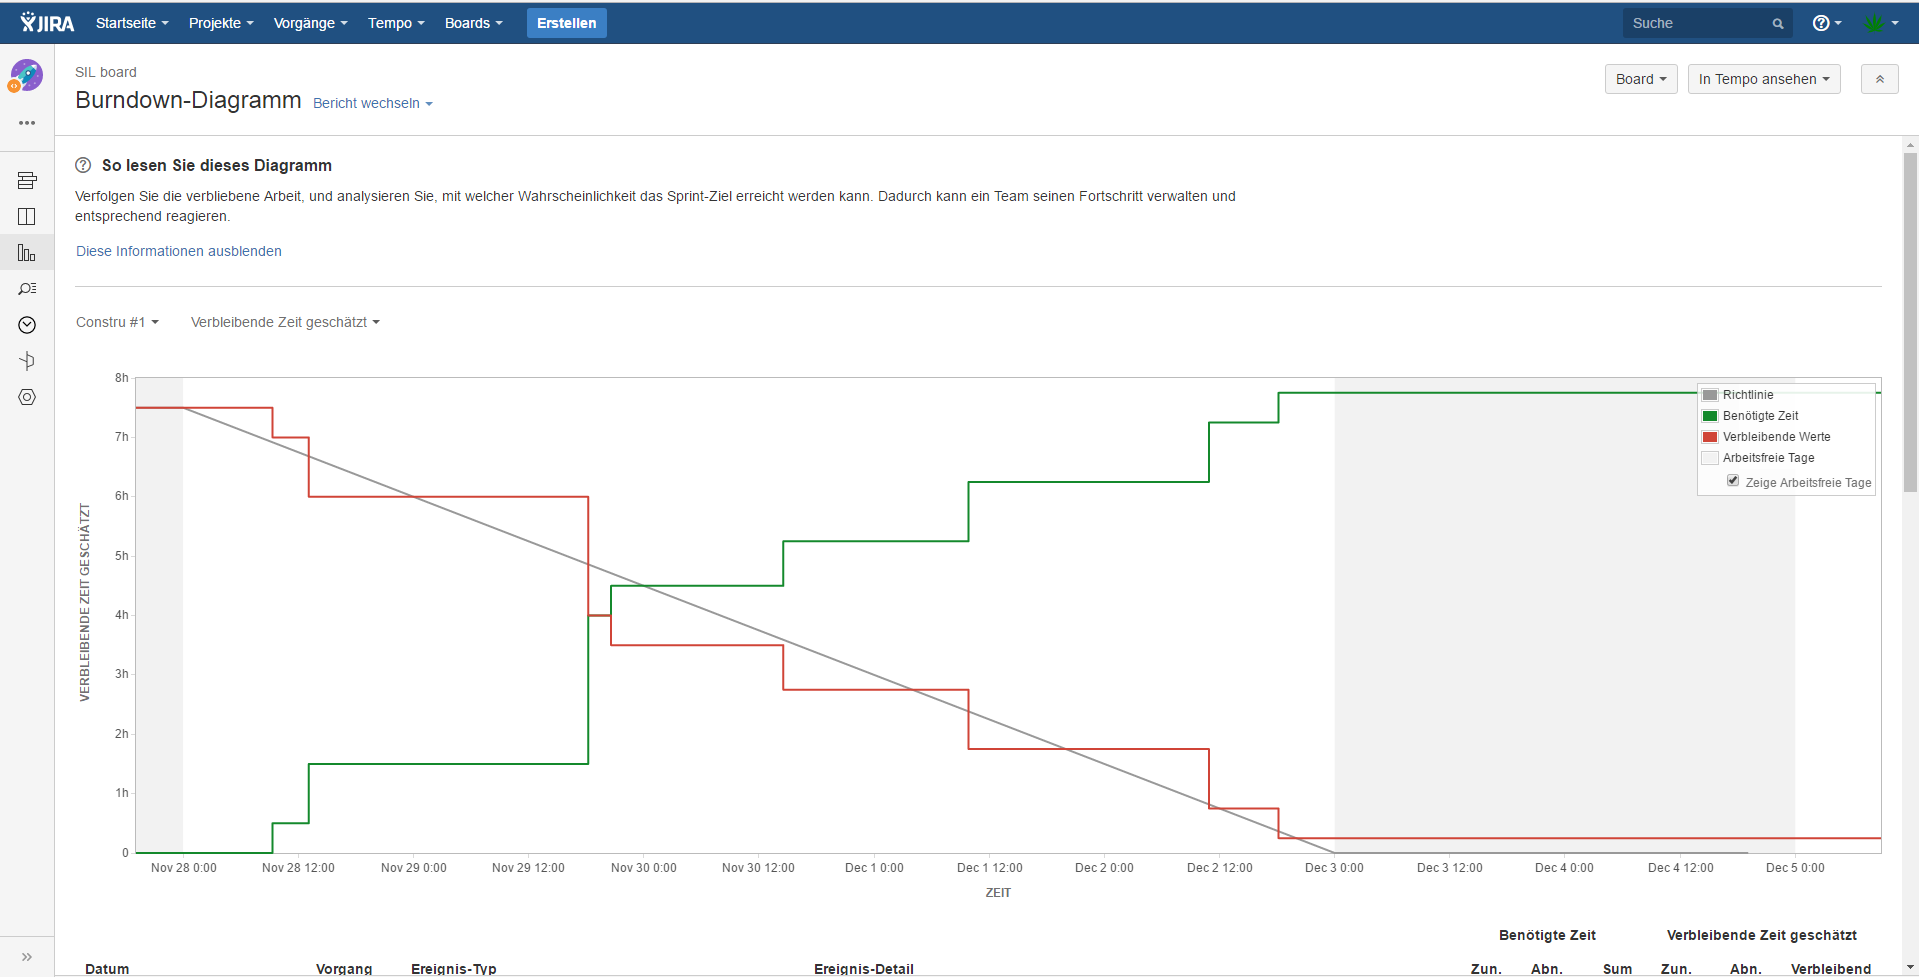 JIRA Startseite Projekte Vorgänge Tempo Boards Erstellen Suche
SIL board
Burndown-Diagramm Bericht wechseln
Board In Tempo ansehen
So lesen Sie dieses Diagramm
Verfolgen Sie die verbliebene Arbeit, und analysieren Sie, mit welcher Wahrscheinlichkeit das Sprint-Ziel erreicht werden kann. Dadurch kann ein Team seinen Fortschritt verwalten und
entsprechend reagieren.
Diese Informationen ausblenden
Constru #1 Verbleibende Zeit geschätzt
8h
7h
6h
5h
4h
3h
2h
1h
0
VERBLEIBENDE ZEIT GESCHÄTZT
Richtlinie
Benötigte Zeit
Verbleibende Werte
Arbeitsfreie Tage
Zeige Arbeitsfreie Tage
Nov 28 0:00 Nov 28 12:00 Nov 29 0:00 Nov 29 12:00 Nov 30 0:00 Nov 30 12:00 Dec 1 0:00 Dec 1 12:00 Dec 2 0:00 Dec 2 12:00 Dec 3 0:00 Dec 3 12:00 Dec 4 0:00 Dec 4 12:00 Dec 5 0:00
ZEIT
Benötigte Zeit Verbleibende Zeit geschätzt
Datum Vorgang Ereignis-Typ Ereignis-Detail Zun. Abn. Sum Zun. Abn. Verbleibend